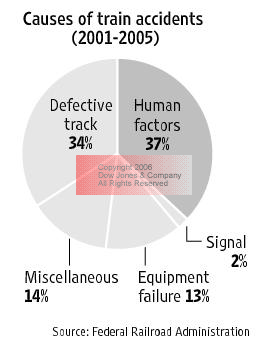 Causes of train accidents
(2001-2005)
Defective
track
34%
Human
factors
37%
Copyright 2006
Dow Jones & Company
All Rights Reserved
Signal
2%
Miscellaneous
14%
Equipment
failure 13%
Source: Federal Railroad Administration